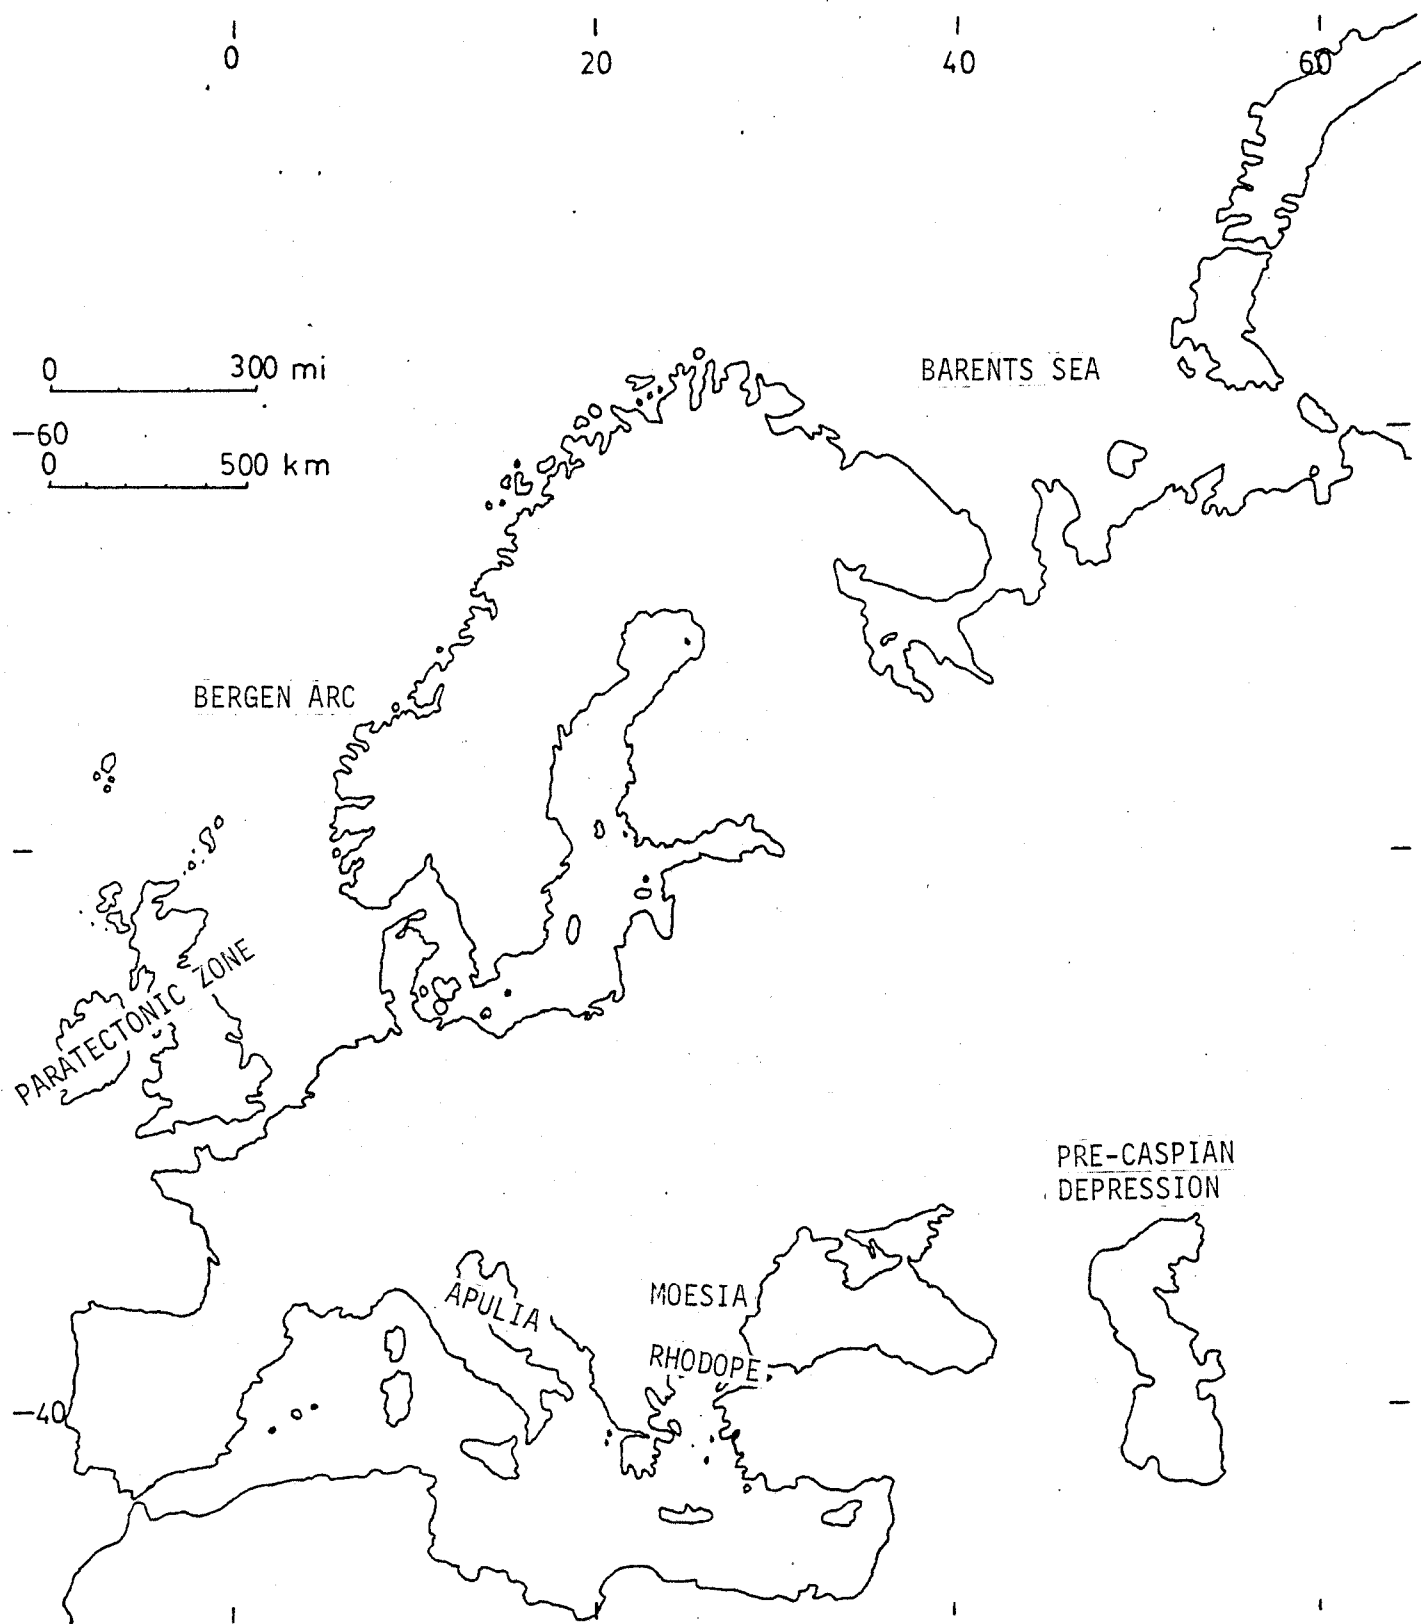 0
20
40
60
0 300 mi
BARENTS SEA
—60
0 500 km
BERGEN ARC
PARATECTONIC ZONE
PRE-CASPIAN
DEPRESSION
APULIA
MOESIA
RHODOPE
—40
20